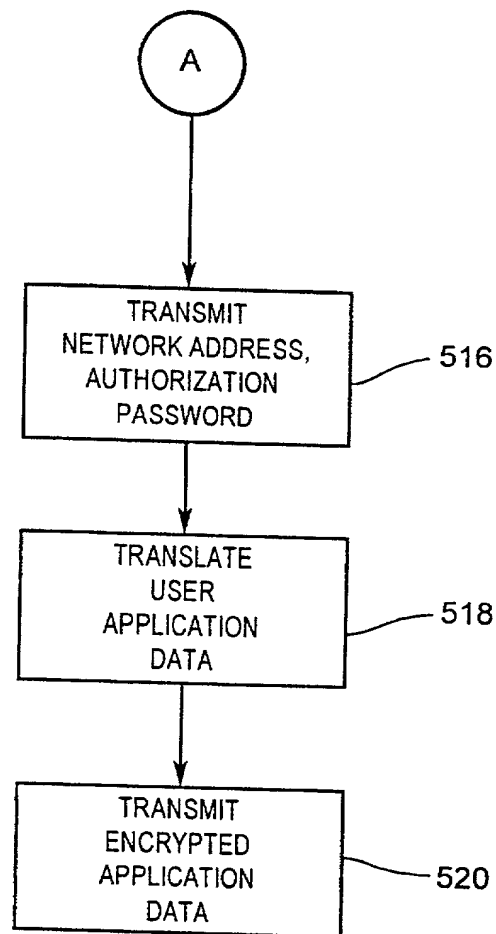 A
TRANSMIT
NETWORK ADDRESS,
AUTHORIZATION
PASSWORD
516
TRANSLATE
USER
APPLICATION
DATA
518
TRANSMIT
ENCRYPTED
APPLICATION
DATA
520